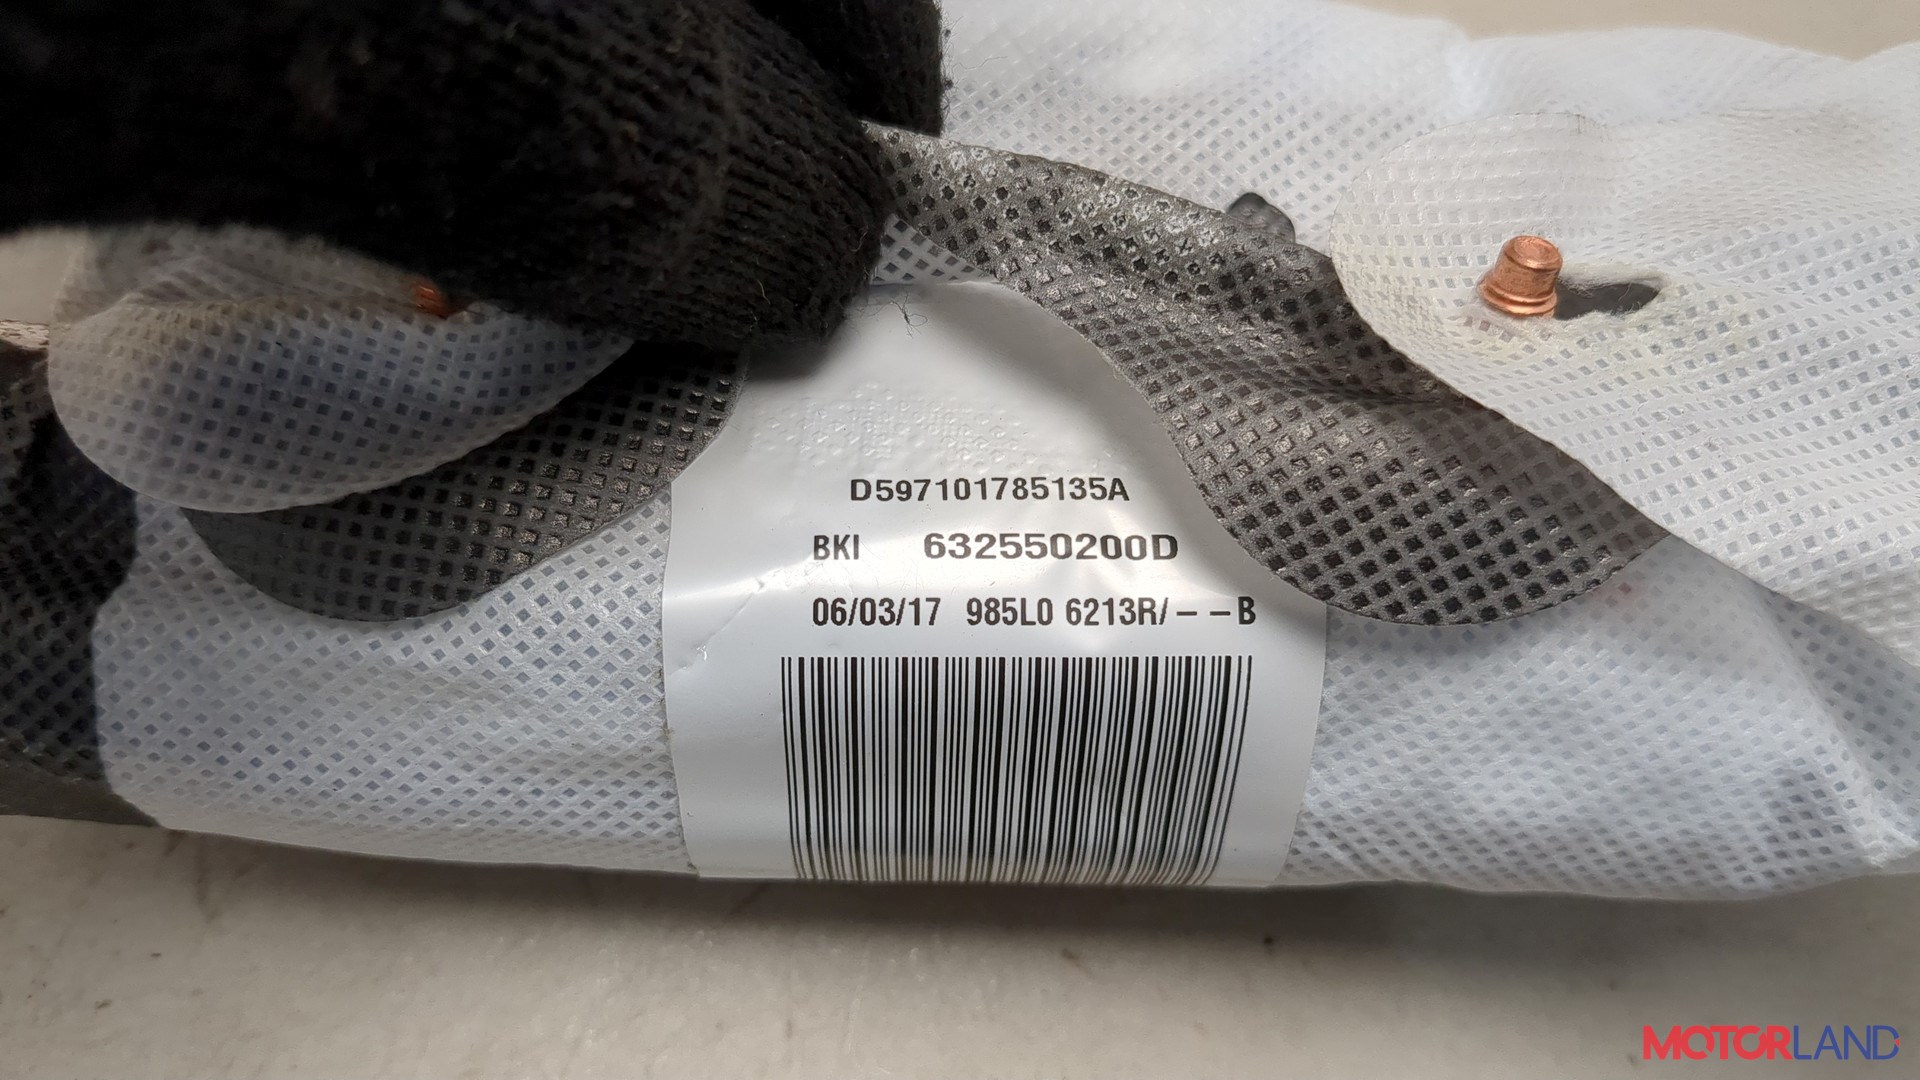 D597101785135A
BKI 632550200D
06/03/17 985L0 6213R/--B
MOTORLAND